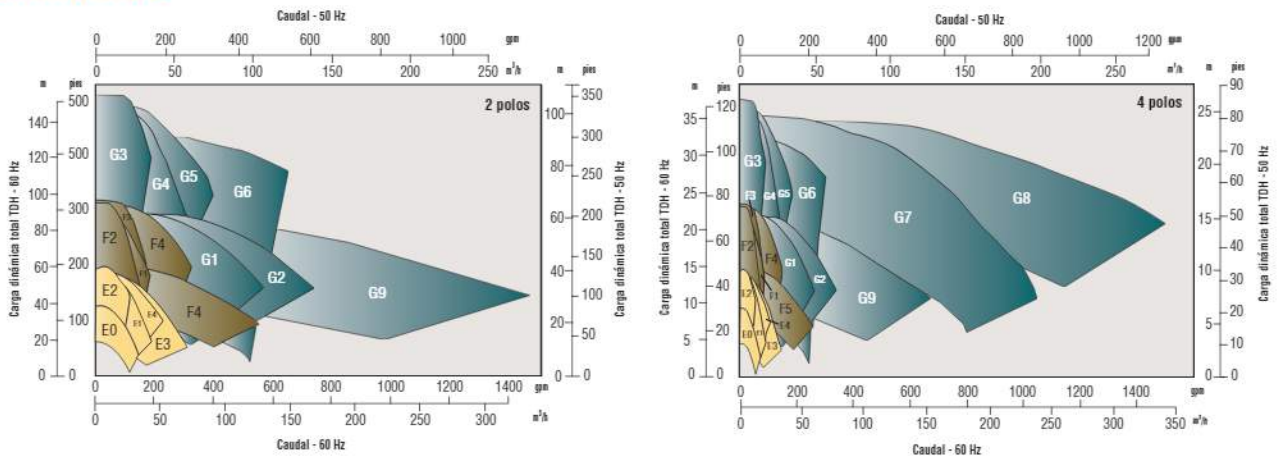 Caudal - 50 Hz
0 200 400 600 800 1000 gpm
0 50 100 150 200 250 m³/h
m pies
2 polos
m pies
Carga dinámica total TDH - 60 Hz
140 120 100 80 60 40 20 0
500 500 300 200 100 0
G3 G4 G5 G6
F2 F4 G1 G2 G9
E2 F4
E0 E3
100 80 60 40 20 0
350 300 250 200 150 100 50 0
Carga dinámica total TDH - 50 Hz
0 200 400 600 800 1000 1200 1400 gpm
0 50 100 150 200 250 300 m³/h
Caudal - 60 Hz
Caudal - 50 Hz
0 200 400 600 800 1000 1200 gpm
0 50 100 150 200 250 m³/h
m pies
4 polos
m pies
Carga dinámica total TDH - 60 Hz
35 30 25 20 15 10 5 0
120 100 80 60 40 20 0
G3 F3 G4 G5 G6 G7 G8
F2 F4 G1 G2 G9
E2 F1 F5
E0 E4 E3
25 20 15 10 5 0
90 80 70 60 50 40 30 20 10 0
Carga dinámica total TDH - 50 Hz
0 200 400 600 800 1000 1200 1400 gpm
0 50 100 150 200 250 300 350 m³/h
Caudal - 60 Hz